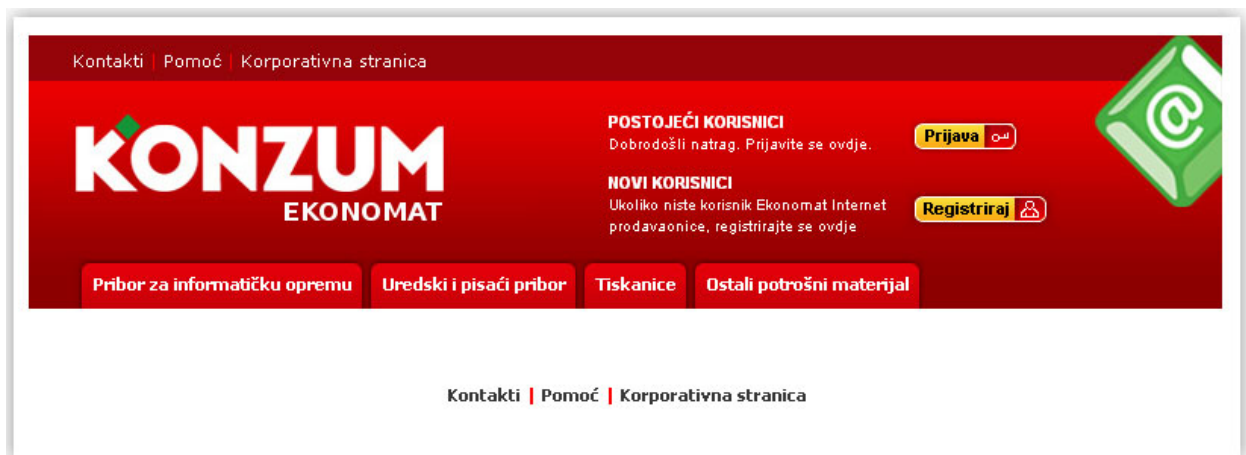 Kontakti | Pomoć | Korporativna stranica
KONZUM
EKONOMAT
POSTOJEĆI KORISNICI
Dobrodošli natrag. Prijavite se ovdje.
Prijava
NOVI KORISNICI
Ukoliko niste korisnik Ekonomat Internet
prodavaonice, registrirajte se ovdje
Registriraj
@
Pribor za informatičku opremu
Uredski i pisaći pribor
Tiskanice
Ostali potrošni materijal
Kontakti | Pomoć | Korporativna stranica